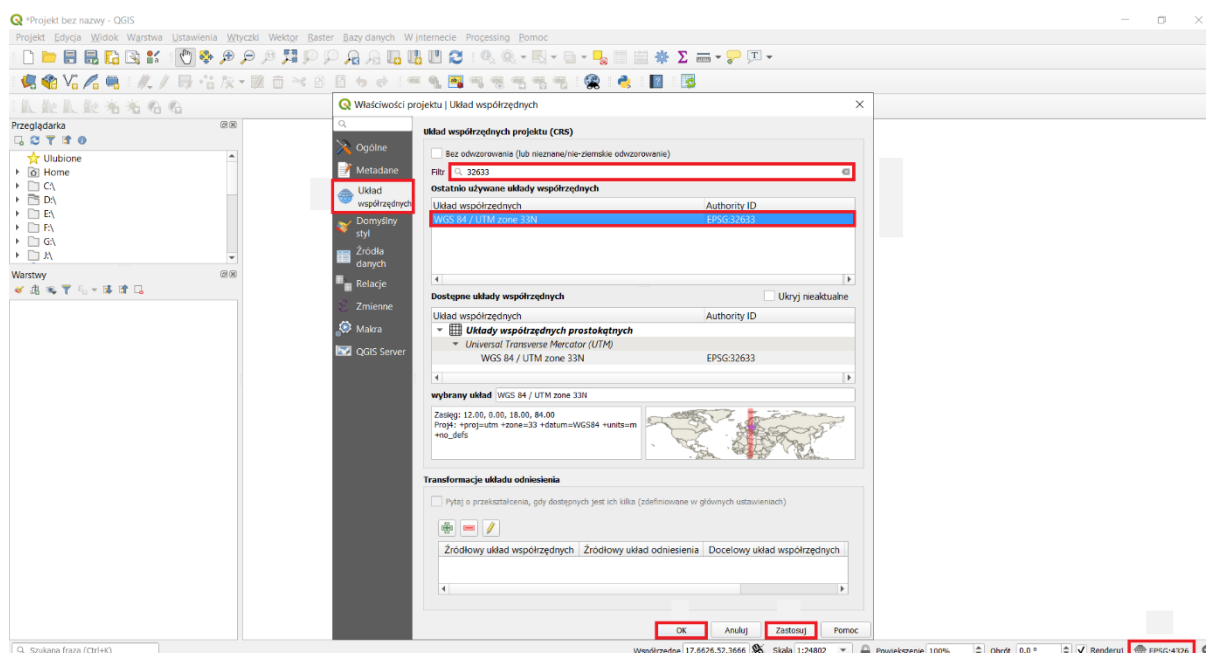 *Projekt bez nazwy - QGIS
Projekt Edycja Widok Warstwa Ustawienia Wtyczki Wektor Raster Bazy danych W internecie Processing Pomoc
Przeglądarka
Ulubione
Home
C:\
D:\
E:\
F:\
G:\
J:\
Warstwy
Właściwości projektu | Układ współrzędnych
Ogólne
Metadane
Układ
współrzędnych
Domyślny
styl
Źródła
danych
Relacje
Zmienne
Makra
QGIS Server
Układ współrzędnych projektu (CRS)
Bez odwzorowania (lub nieznane/nie-ziemskie odwzorowanie)
Filtr 32633
Ostatnio używane układy współrzędnych
Układ współrzędnych Authority ID
WGS 84 / UTM zone 33N EPSG:32633
Dostępne układy współrzędnych Ukryj nieaktualne
Układ współrzędnych Authority ID
Układy współrzędnych prostokątnych
Universal Transverse Mercator (UTM)
WGS 84 / UTM zone 33N EPSG:32633
wybrany układ WGS 84 / UTM zone 33N
Zasięg: 12.00, 0.00, 18.00, 84.00
Proj4: +proj=utm +zone=33 +datum=WGS84 +units=m
+no_defs
Transformacje układu odniesienia
Pytaj o przekształcenia, gdy dostępnych jest ich kilka (zdefiniowane w głównych ustawieniach)
Źródłowy układ współrzędnych Źródłowy układ odniesienia Docelowy układ współrzędnych
OK Anuluj Zastosuj Pomoc
Szukana fraza (Ctrl+K) Współrzędne 17.6626,52.3666 Skala 1:24802 Powiększenie 100% Obrót 0,0 ° Renderuj EPSG:4326